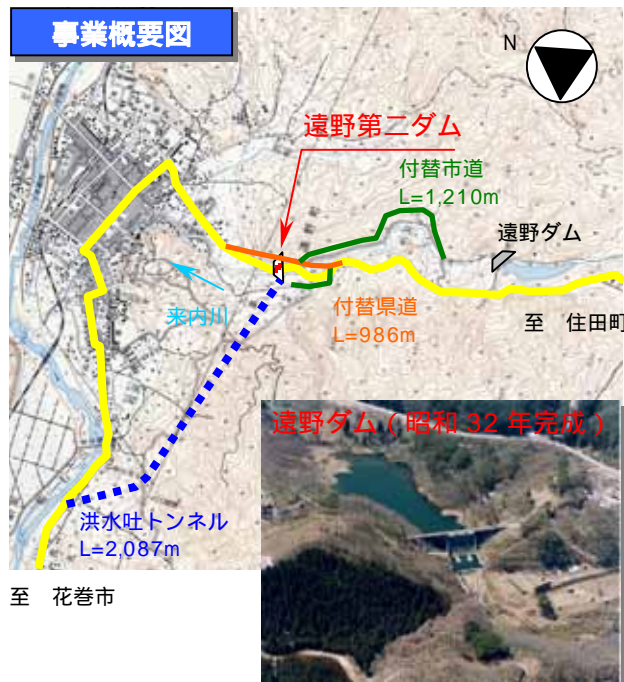 事業概要図
N
遠野第二ダム
付替市道
L=1,210m
遠野ダム
来内川
付替県道
L=986m
至 住田町
遠野ダム（昭和 32 年完成）
洪水吐トンネル
L=2,087m
至 花巻市